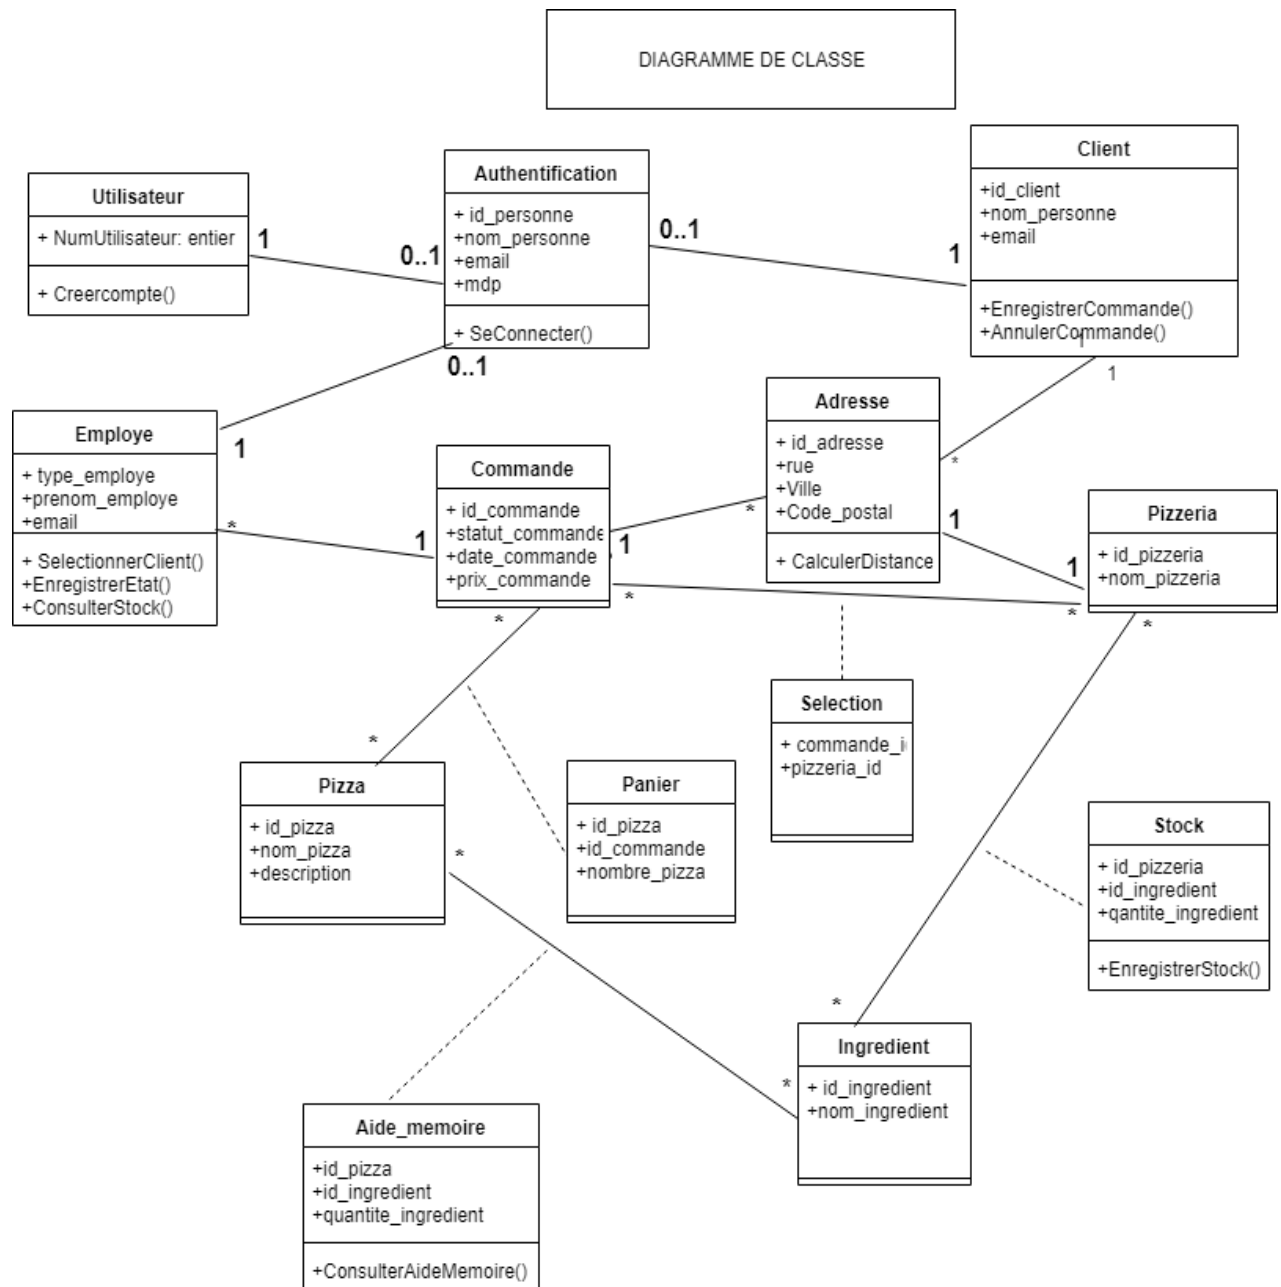 DIAGRAMME DE CLASSE
Utilisateur
+ NumUtilisateur: entier
+ Creercompte()
1
0..1
Authentification
+ id_personne
+nom_personne
+email
+mdp
+ SeConnecter()
0..1
1
Client
+id_client
+nom_personne
+email
+EnregistrerCommande()
+AnnulerCommande()
1
1
*
0..1
1
Employe
+ type_employe
+prenom_employe
+email
+ SelectionnerClient()
+EnregistrerEtat()
+ConsulterStock()
*
1
Commande
+ id_commande
+statut_commande
+date_commande
+prix_commande
1
*
Adresse
+ id_adresse
+rue
+Ville
+Code_postal
+ CalculerDistance
1
1
Pizzeria
+ id_pizzeria
+nom_pizzeria
*
*
*
*
*
Selection
+ commande_i
+pizzeria_id
Pizza
+ id_pizza
+nom_pizza
+description
*
Panier
+ id_pizza
+id_commande
+nombre_pizza
Stock
+ id_pizzeria
+id_ingredient
+qantite_ingredient
+EnregistrerStock()
*
*
Ingredient
+ id_ingredient
+nom_ingredient
Aide_memoire
+id_pizza
+id_ingredient
+quantite_ingredient
+ConsulterAideMemoire()